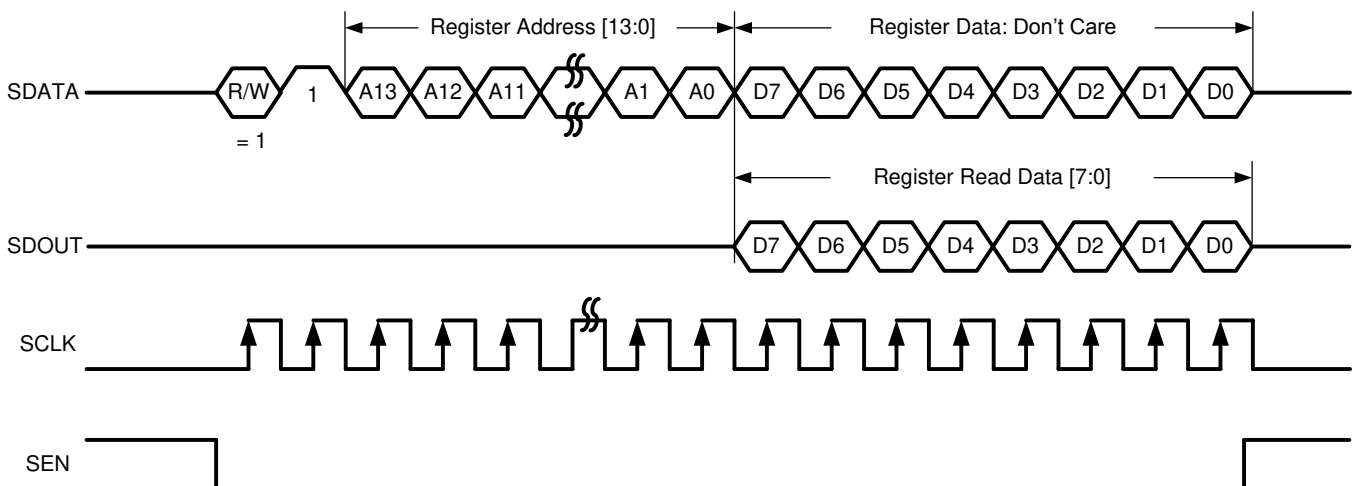 Register Address [13:0] Register Data: Don't Care
SDATA R/W 1 A13 A12 A11 A1 A0 D7 D6 D5 D4 D3 D2 D1 D0
= 1
Register Read Data [7:0]
SDOUT D7 D6 D5 D4 D3 D2 D1 D0
SCLK
SEN